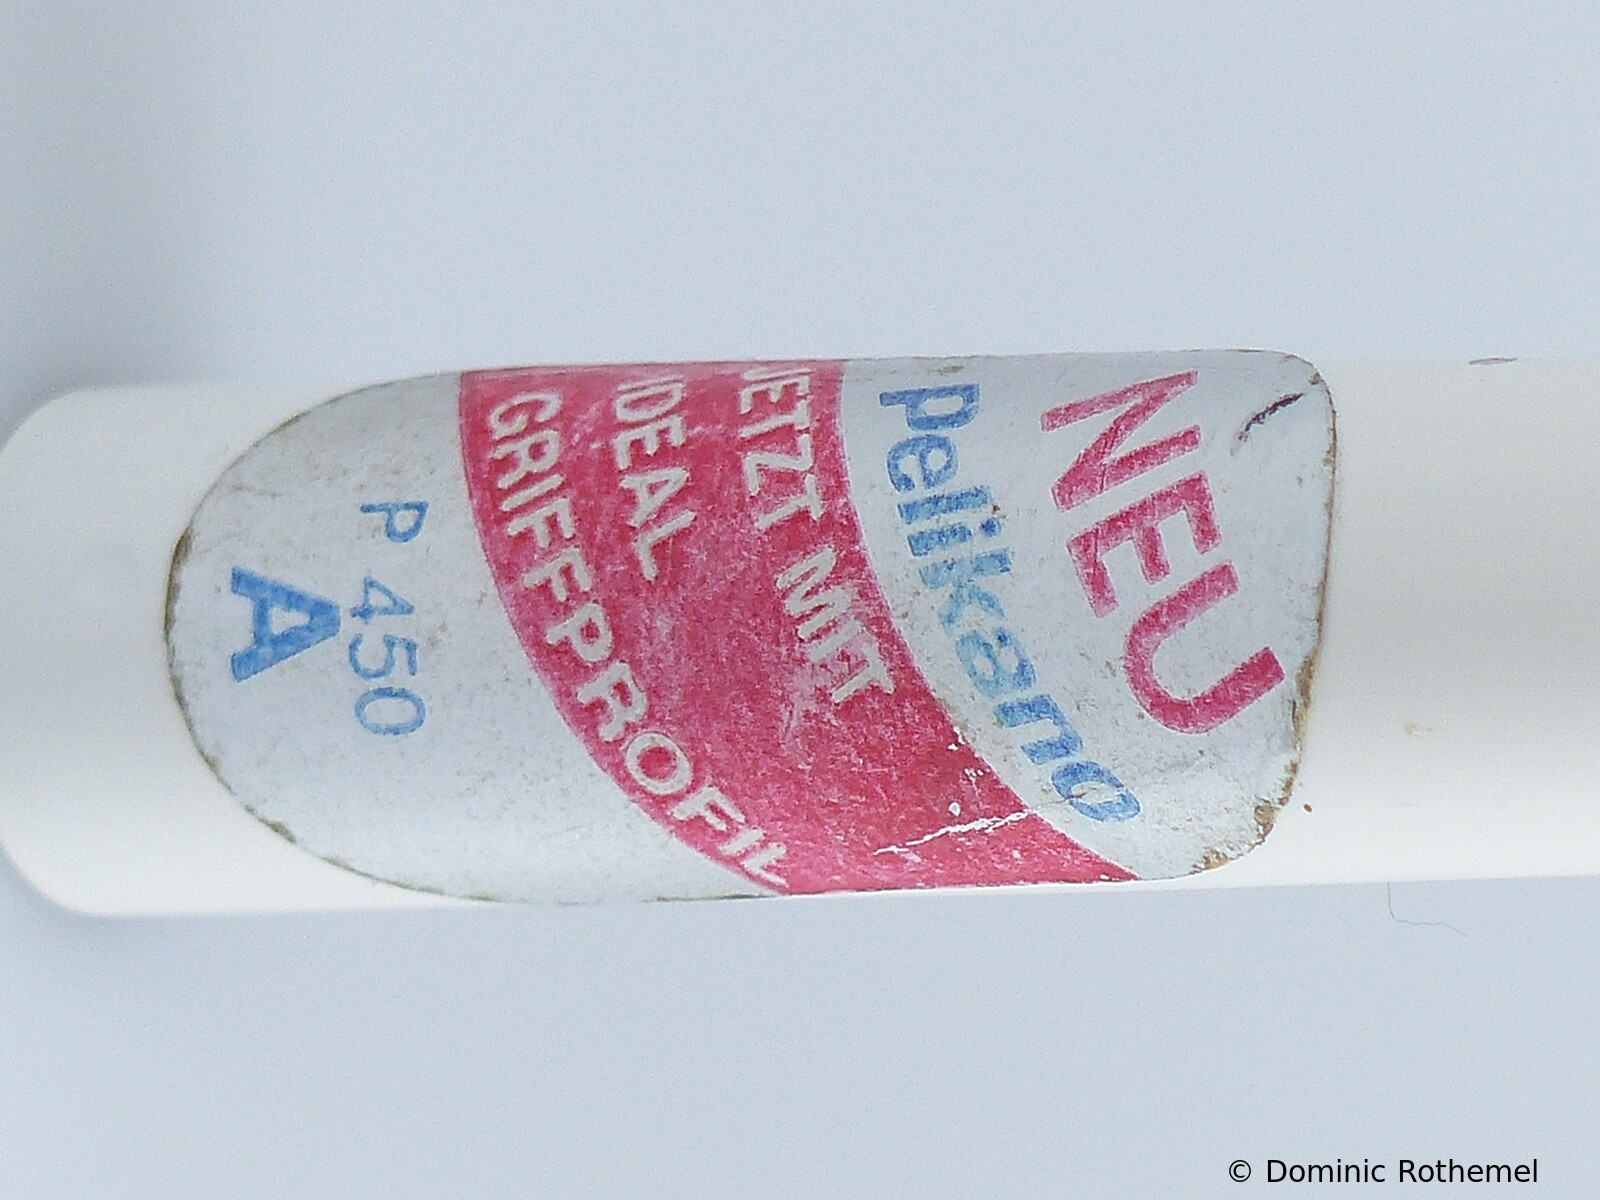 NEU
pelikano
JETZT MIT
IDEAL
GRIFFPROFIL
P 450
A
© Dominic Rothemel